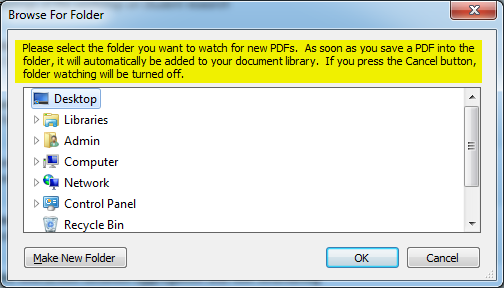 Browse For Folder
Please select the folder you want to watch for new PDFs. As soon as you save a PDF into the
folder, it will automatically be added to your document library. If you press the Cancel button,
folder watching will be turned off.
Desktop
Libraries
Admin
Computer
Network
Control Panel
Recycle Bin
Make New Folder
OK
Cancel